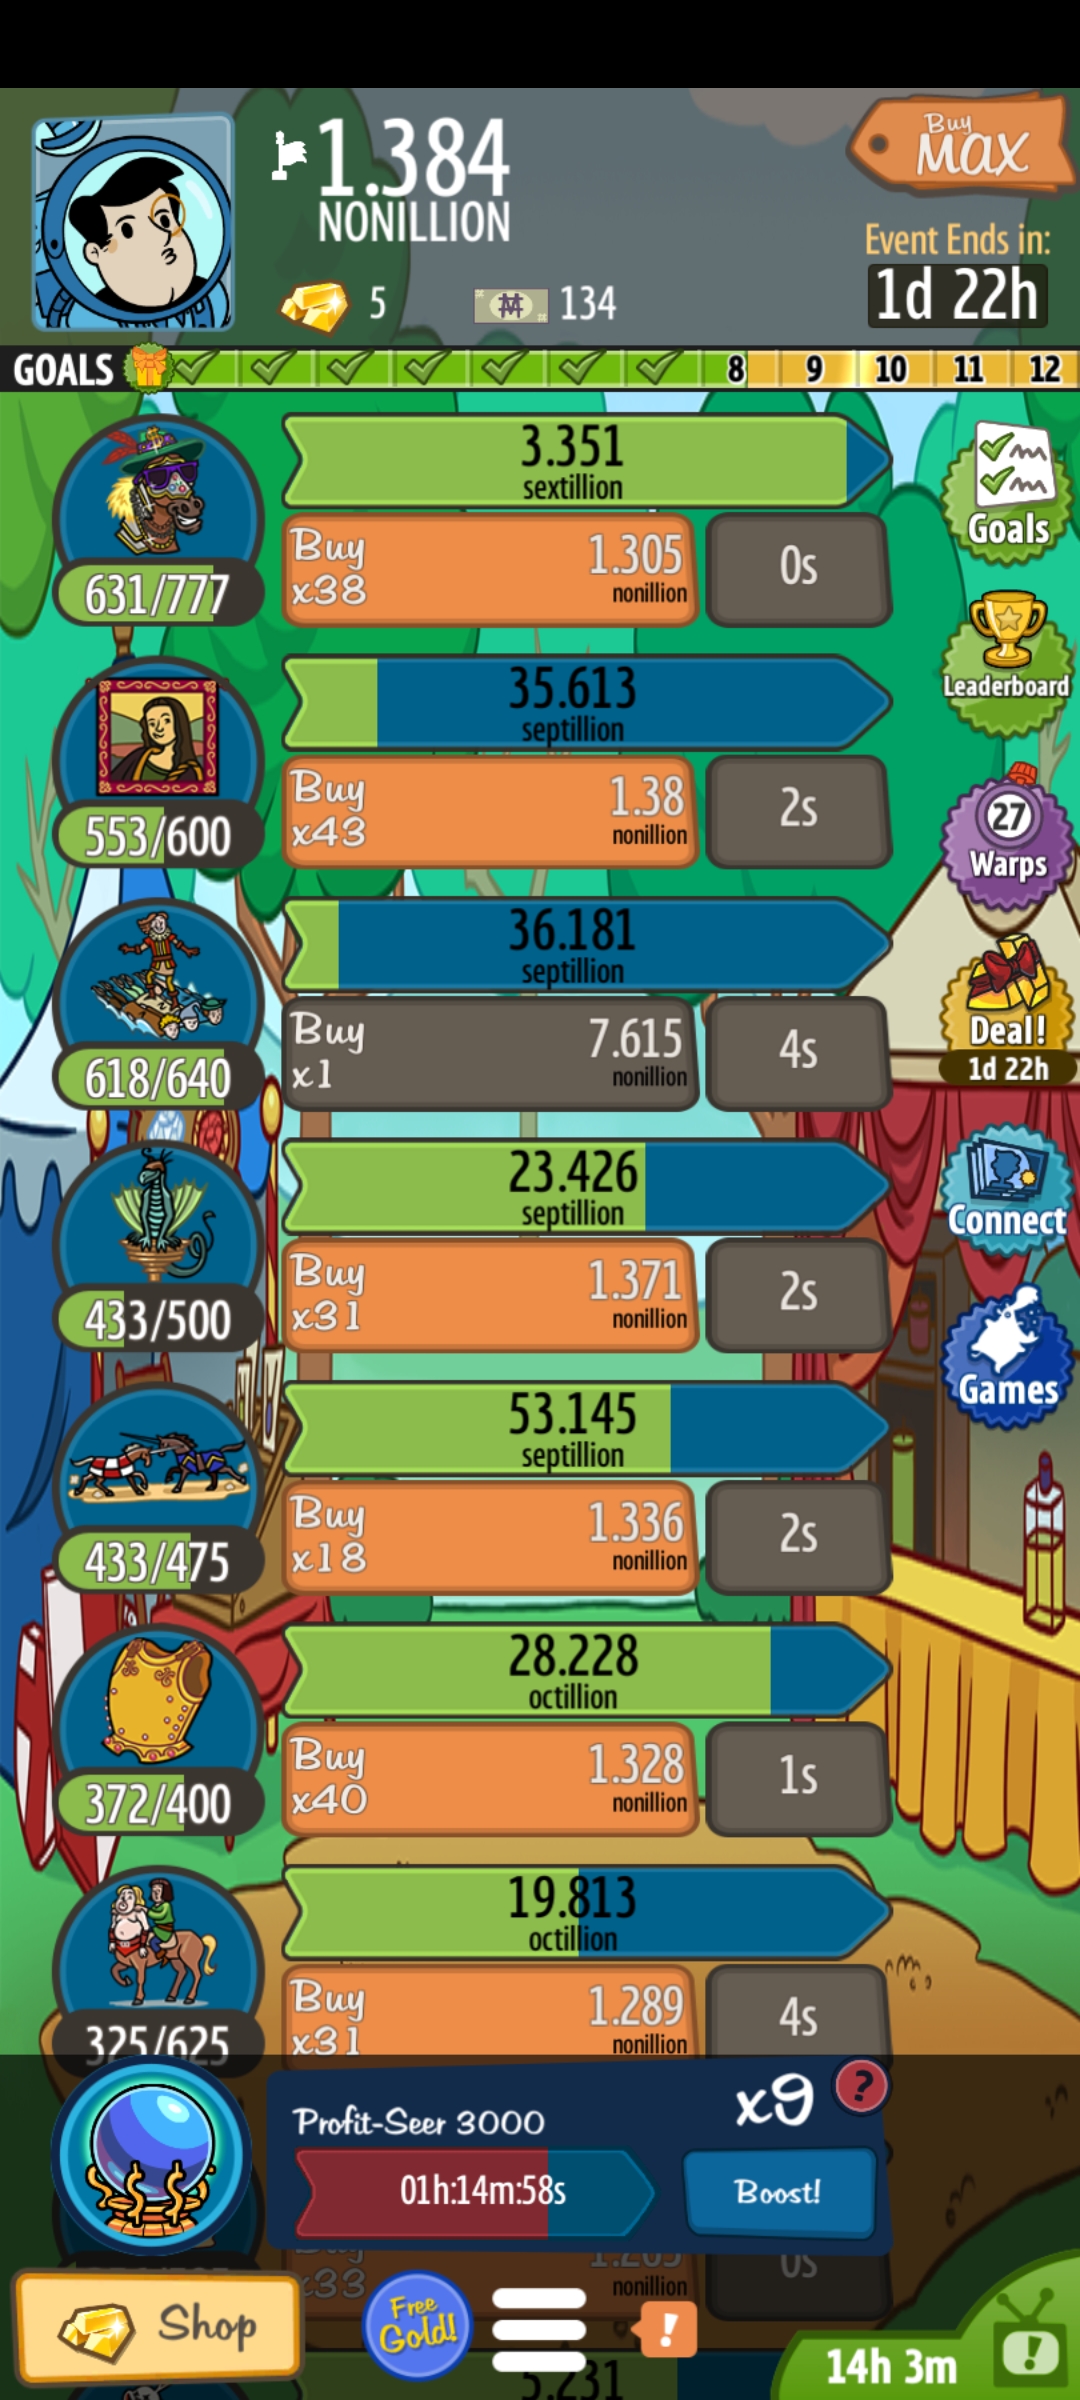 1.384
NONILLION
Buy
MAX
Event Ends in:
1d 22h
5
134
GOALS
8
9
10
11
12
3.351
sextillion
Buy
x38
1.305
nonillion
0s
631/777
Goals
Leaderboard
35.613
septillion
Buy
x43
1.38
nonillion
2s
553/600
27
Warps
36.181
septillion
Buy
x1
7.615
nonillion
4s
618/640
Deal!
1d 22h
23.426
septillion
Buy
x31
1.371
nonillion
2s
433/500
Connect
Games
53.145
septillion
Buy
x18
1.336
nonillion
2s
433/475
28.228
octillion
Buy
x40
1.328
nonillion
1s
372/400
19.813
octillion
Buy
x31
1.289
nonillion
4s
325/625
Profit-Seer 3000
x9
?
01h:14m:58s
Boost!
Buy
x33
1.265
nonillion
0s
Shop
Free
Gold!
!
14h 3m
!
5.231